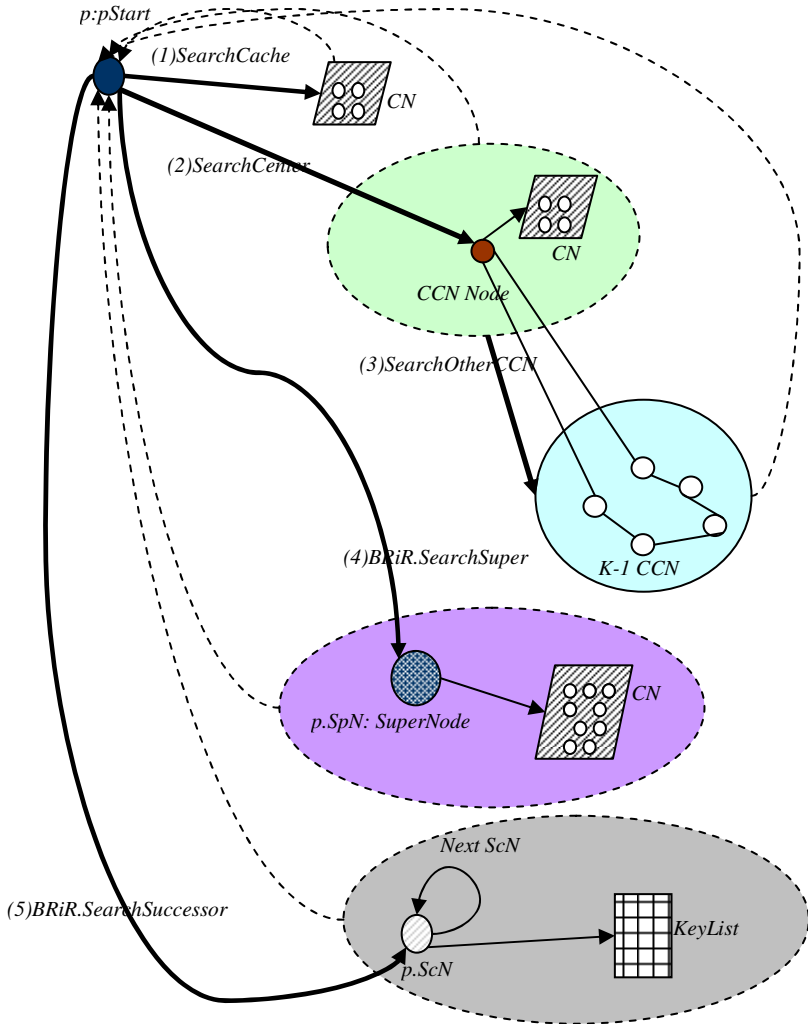 p:pStart
(1)SearchCache
CN
(2)SearchCenter
CN
CCN Node
(3)SearchOtherCCN
K-1 CCN
(4)BRiR.SearchSuper
CN
p.SpN: SuperNode
Next ScN
(5)BRiR.SearchSuccessor
KeyList
p.ScN